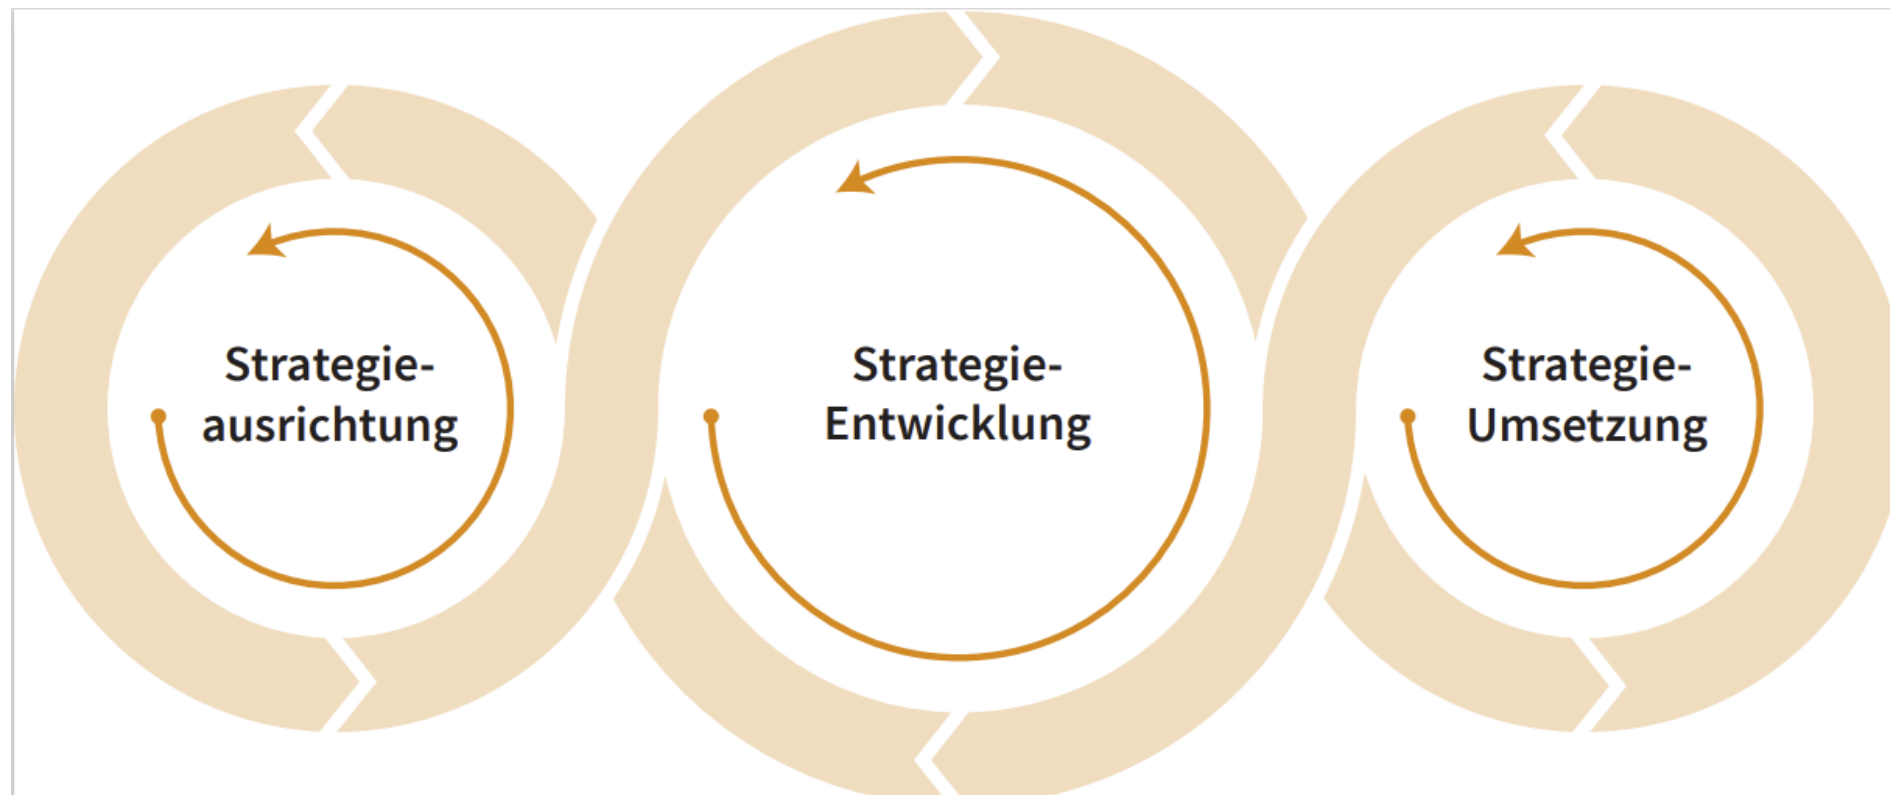 Strategie-
ausrichtung
Strategie-
Entwicklung
Strategie-
Umsetzung